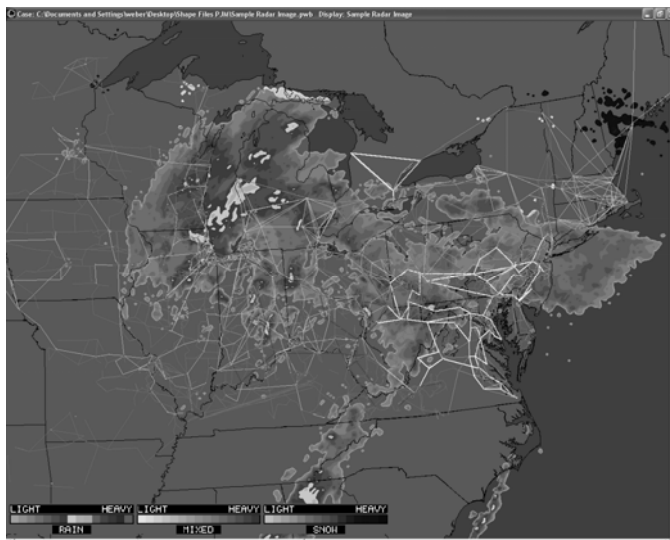 Case: C:\Documents and Settings\weber\Desktop\Shape Files PJW\Sample Radar Image.pwb Display: Sample Radar Image
LIGHT HEAVY LIGHT HEAVY LIGHT HEAVY
RAIN MIXED SNOW